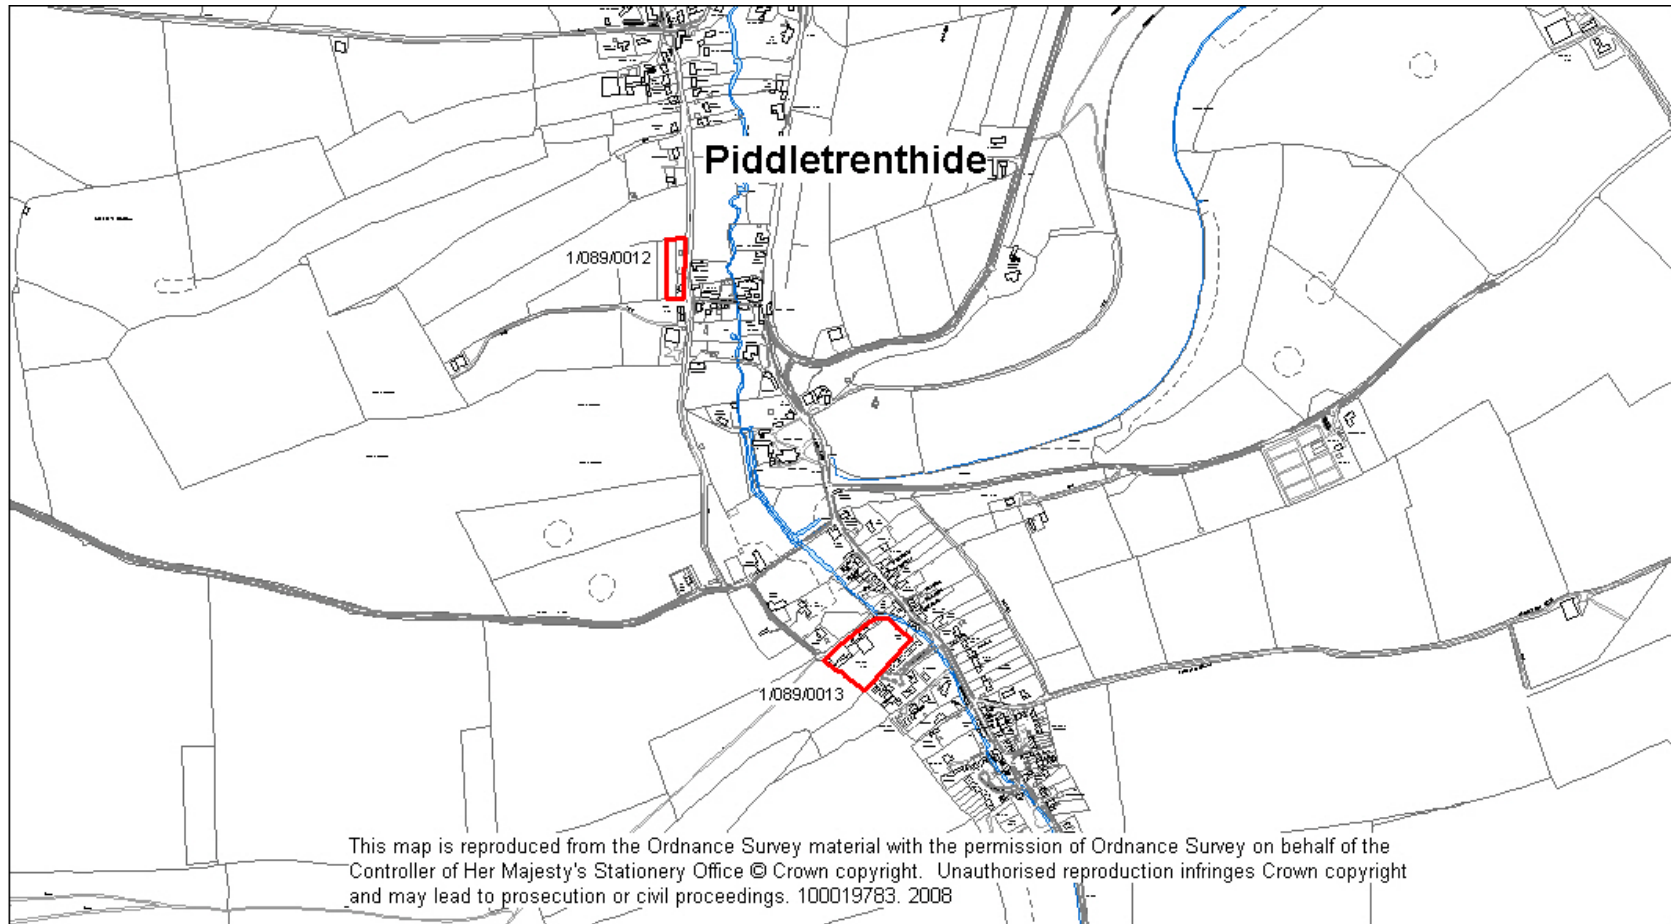 Piddletrenthide
1/089/0012
1/089/0013
This map is reproduced from the Ordnance Survey material with the permission of Ordnance Survey on behalf of the
Controller of Her Majesty's Stationery Office © Crown copyright. Unauthorised reproduction infringes Crown copyright
and may lead to prosecution or civil proceedings. 100019783. 2008